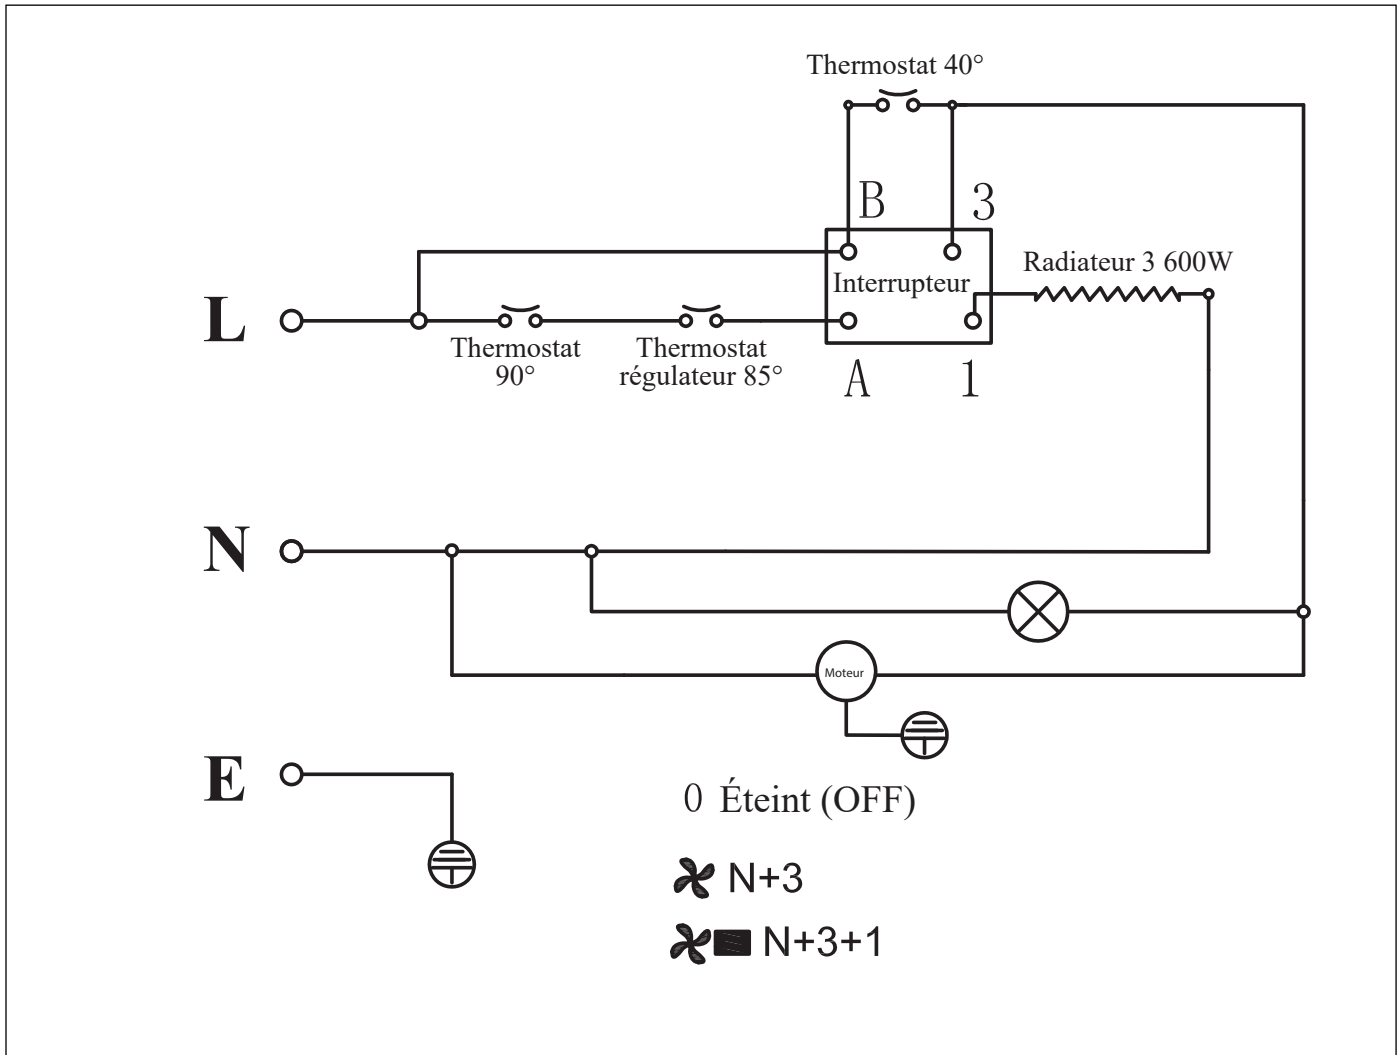 Thermostat 40°
B
3
Interrupteur
Radiateur 3 600W
L
Thermostat
90°
Thermostat
régulateur 85°
A
1
N
Moteur
E
0 Éteint (OFF)
N+3
N+3+1